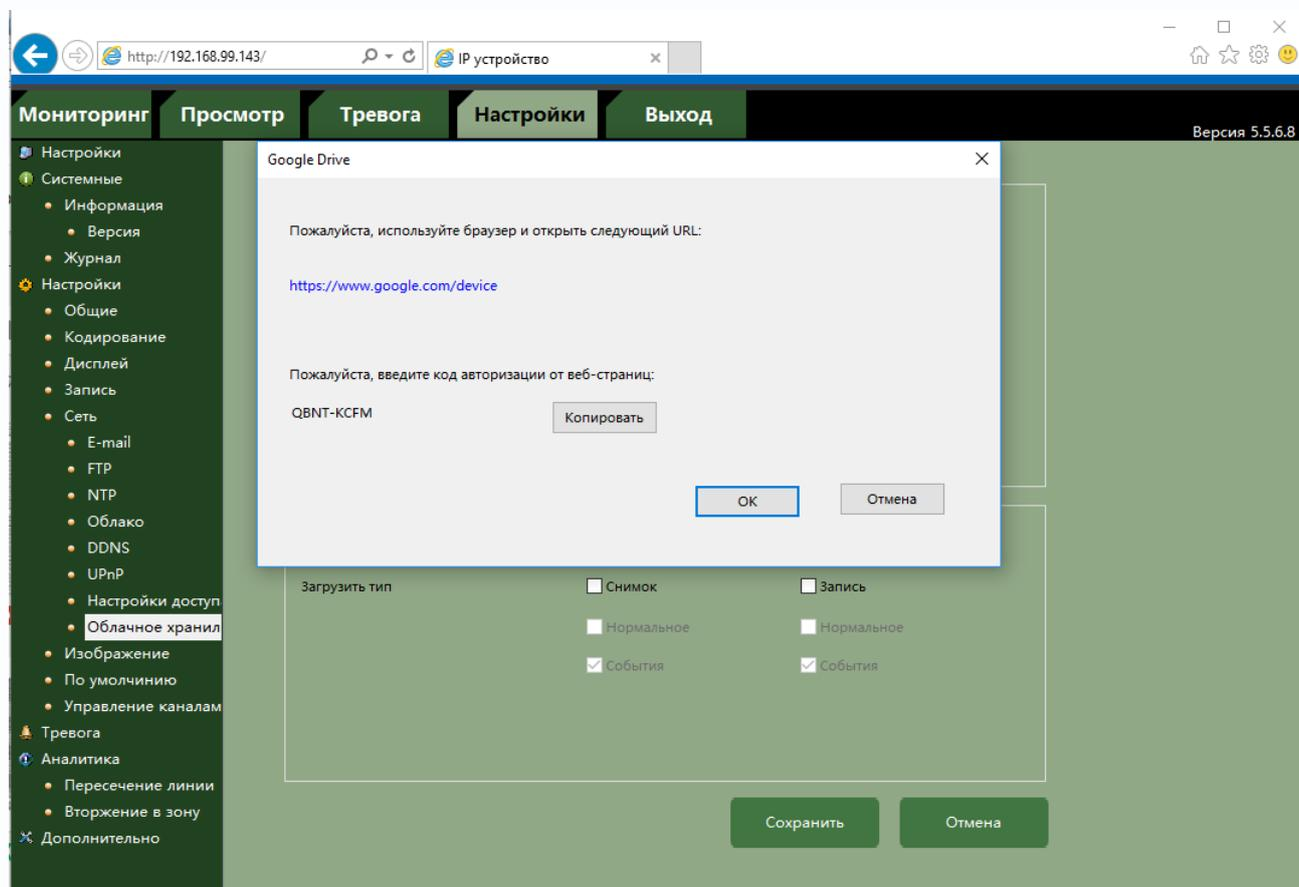 http://192.168.99.143/
IP устройство
Мониторинг
Просмотр
Тревога
Настройки
Выход
Версия 5.5.6.8
Настройки
Системные
Информация
Версия
Журнал
Настройки
Общие
Кодирование
Дисплей
Запись
Сеть
E-mail
FTP
NTP
Облако
DDNS
UPnP
Настройки доступ
Облачное хранил
Изображение
По умолчанию
Управление каналам
Тревога
Аналитика
Пересечение линии
Вторжение в зону
Дополнительно
Google Drive
Пожалуйста, используйте браузер и открыть следующий URL:
https://www.google.com/device
Пожалуйста, введите код авторизации от веб-страниц:
QBNT-KCFM
Копировать
ОК
Отмена
Загрузить тип
Снимок
Запись
Нормальное
Нормальное
События
События
Сохранить
Отмена